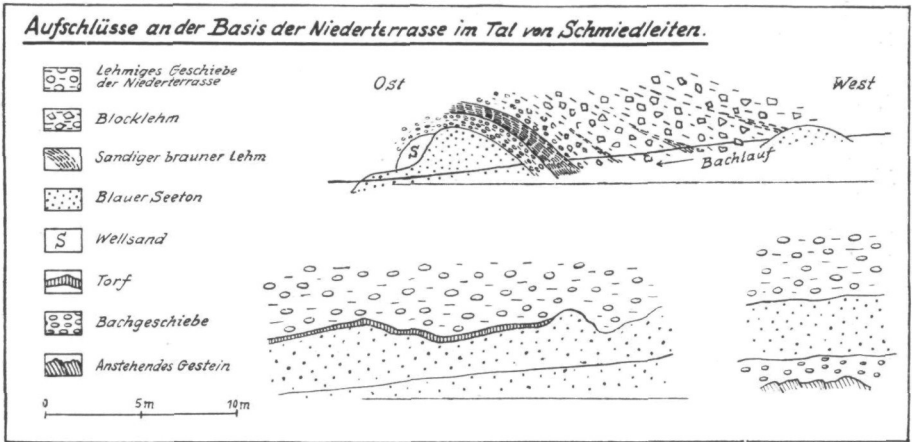 Aufschlüsse an der Basis der Niederterrasse im Tal von Schmiedleiten.
Lehmiges Geschiebe
der Niederterrasse
Blocklehm
Sandiger brauner Lehm
Blauer Seeton
S
Wellsand
Torf
Bachgeschiebe
Anstehendes Gestein
0 5m 10m
Ost
West
S
Bachlauf